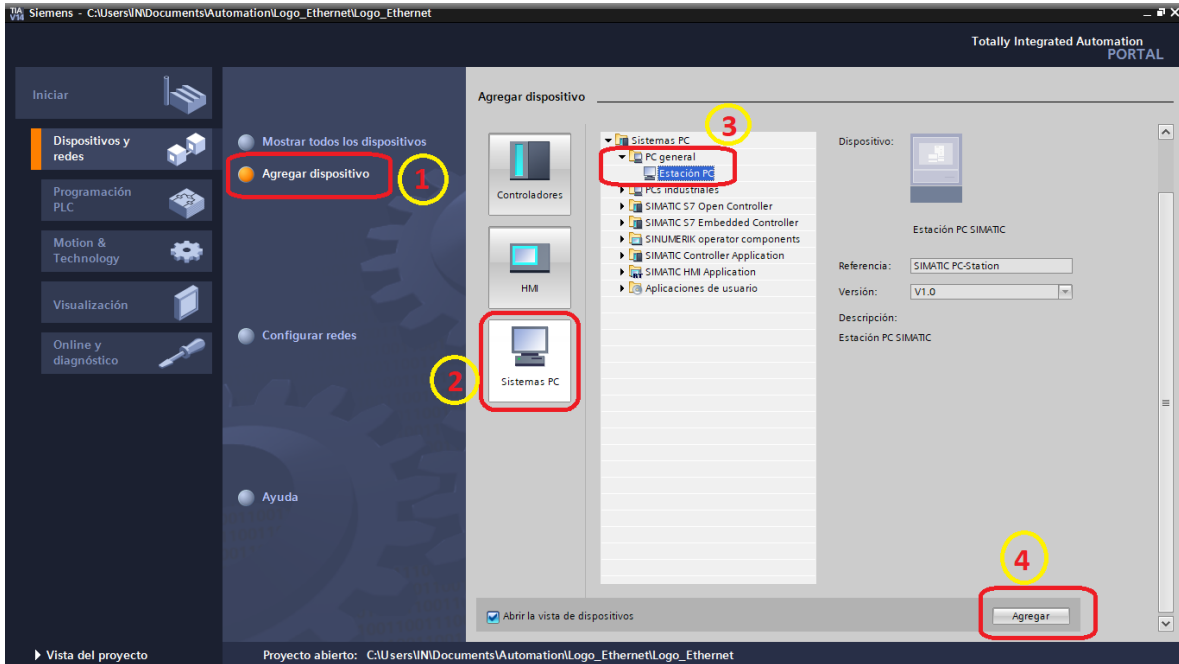 TIA
V14
Siemens - C:\Users\IN\Documents\Automation\Logo_Ethernet\Logo_Ethernet
Totally Integrated Automation
PORTAL
Iniciar
Dispositivos y
redes
Programación
PLC
Motion &
Technology
Visualización
Online y
diagnóstico
Mostrar todos los dispositivos
Agregar dispositivo
1
Configurar redes
Ayuda
Agregar dispositivo
Controladores
HMI
Sistemas PC
2
3
Sistemas PC
PC general
Estación PC
PCs industriales
SIMATIC S7 Open Controller
SIMATIC S7 Embedded Controller
SINUMERIK operator components
SIMATIC Controller Application
SIMATIC HMI Application
Aplicaciones de usuario
Dispositivo:
Estación PC SIMATIC
Referencia: SIMATIC PC-Station
Versión: V1.0
Descripción:
Estación PC SIMATIC
4
Abrir la vista de dispositivos
Agregar
Vista del proyecto
Proyecto abierto: C:\Users\IN\Documents\Automation\Logo_Ethernet\Logo_Ethernet